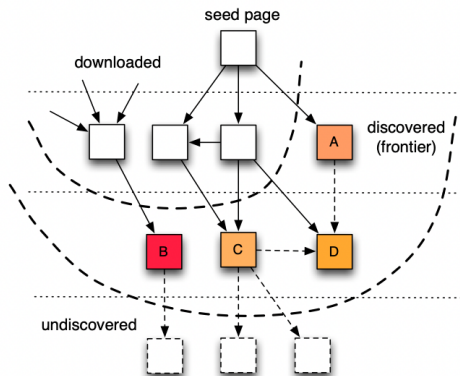 seed page
downloaded
A
discovered
(frontier)
B
C
D
undiscovered